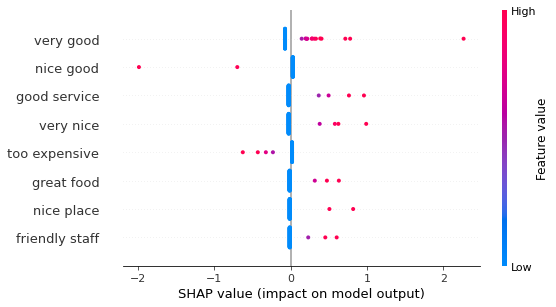 High
very good
nice good
good service
very nice
too expensive
great food
nice place
friendly staff
Feature value
Low
−2
−1
0
1
2
SHAP value (impact on model output)